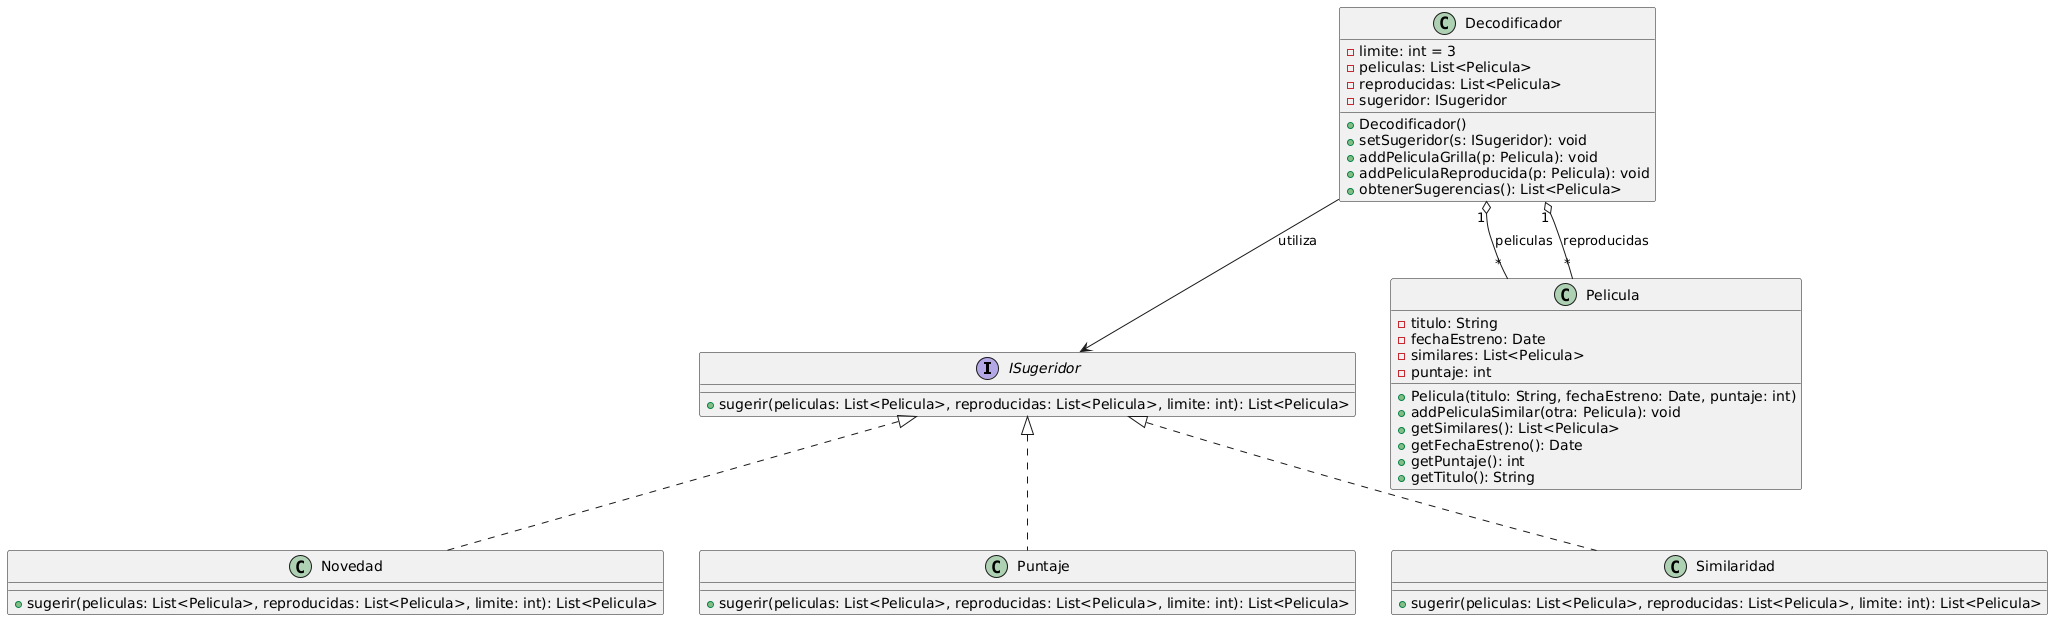 C Decodificador
limite: int = 3
peliculas: List<Pelicula>
reproducidas: List<Pelicula>
sugeridor: ISugeridor
Decodificador()
setSugeridor(s: ISugeridor): void
addPeliculaGrilla(p: Pelicula): void
addPeliculaReproducida(p: Pelicula): void
obtenerSugerencias(): List<Pelicula>
1 1
utiliza peliculas reproducidas
* *
C Pelicula
titulo: String
fechaEstreno: Date
similares: List<Pelicula>
puntaje: int
Pelicula(titulo: String, fechaEstreno: Date, puntaje: int)
addPeliculaSimilar(otra: Pelicula): void
getSimilares(): List<Pelicula>
getFechaEstreno(): Date
getPuntaje(): int
getTitulo(): String
I ISugeridor
sugerir(peliculas: List<Pelicula>, reproducidas: List<Pelicula>, limite: int): List<Pelicula>
C Novedad
sugerir(peliculas: List<Pelicula>, reproducidas: List<Pelicula>, limite: int): List<Pelicula>
C Puntaje
sugerir(peliculas: List<Pelicula>, reproducidas: List<Pelicula>, limite: int): List<Pelicula>
C Similaridad
sugerir(peliculas: List<Pelicula>, reproducidas: List<Pelicula>, limite: int): List<Pelicula>